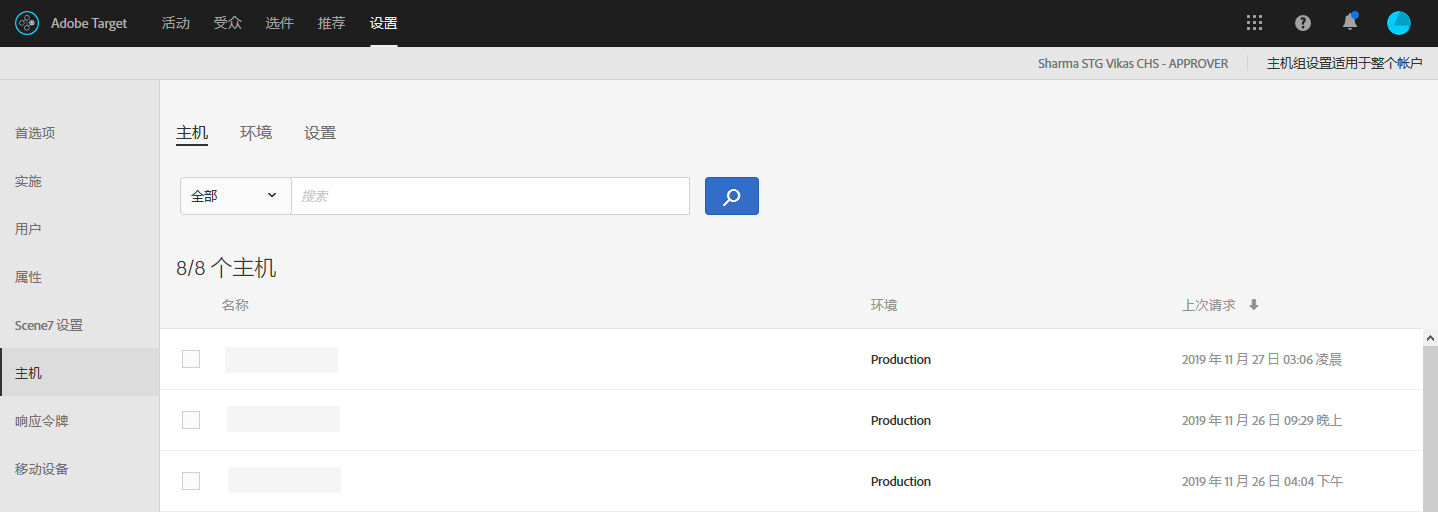 Adobe Target 活动 受众 选件 推荐 设置
Sharma STG Vikas CHS - APPROVER 主机组设置适用于整个帐户
首选项
实施
用户
属性
Scene7 设置
主机
响应令牌
移动设备
主机 环境 设置
全部 搜索
8/8 个主机
名称 环境 上次请求
Production 2019 年 11 月 27 日 03:06 凌晨
Production 2019 年 11 月 26 日 09:29 晚上
Production 2019 年 11 月 26 日 04:04 下午